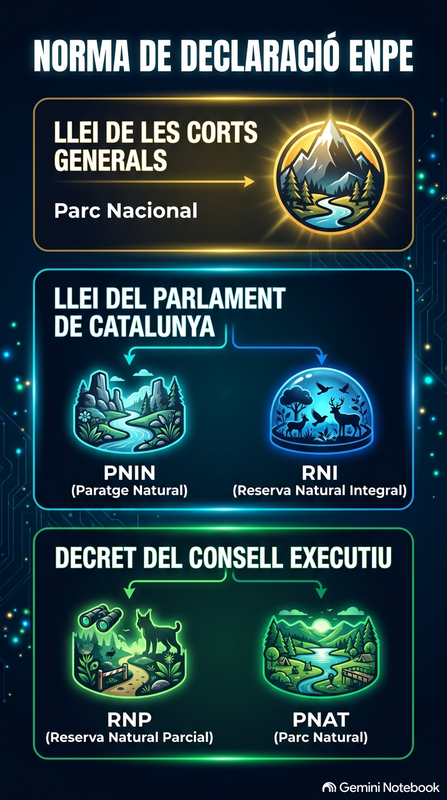 NORMA DE DECLARACIÓ ENPE
LLEI DE LES CORTS
GENERALS
Parc Nacional
LLEI DEL PARLAMENT
DE CATALUNYA
PNIN
(Paratge Natural)
RNI
(Reserva Natural Integral)
DECRET DEL CONSELL EXECUTIU
RNP
(Reserva Natural Parcial)
PNAT
(Parc Natural)
Gemini Notebook